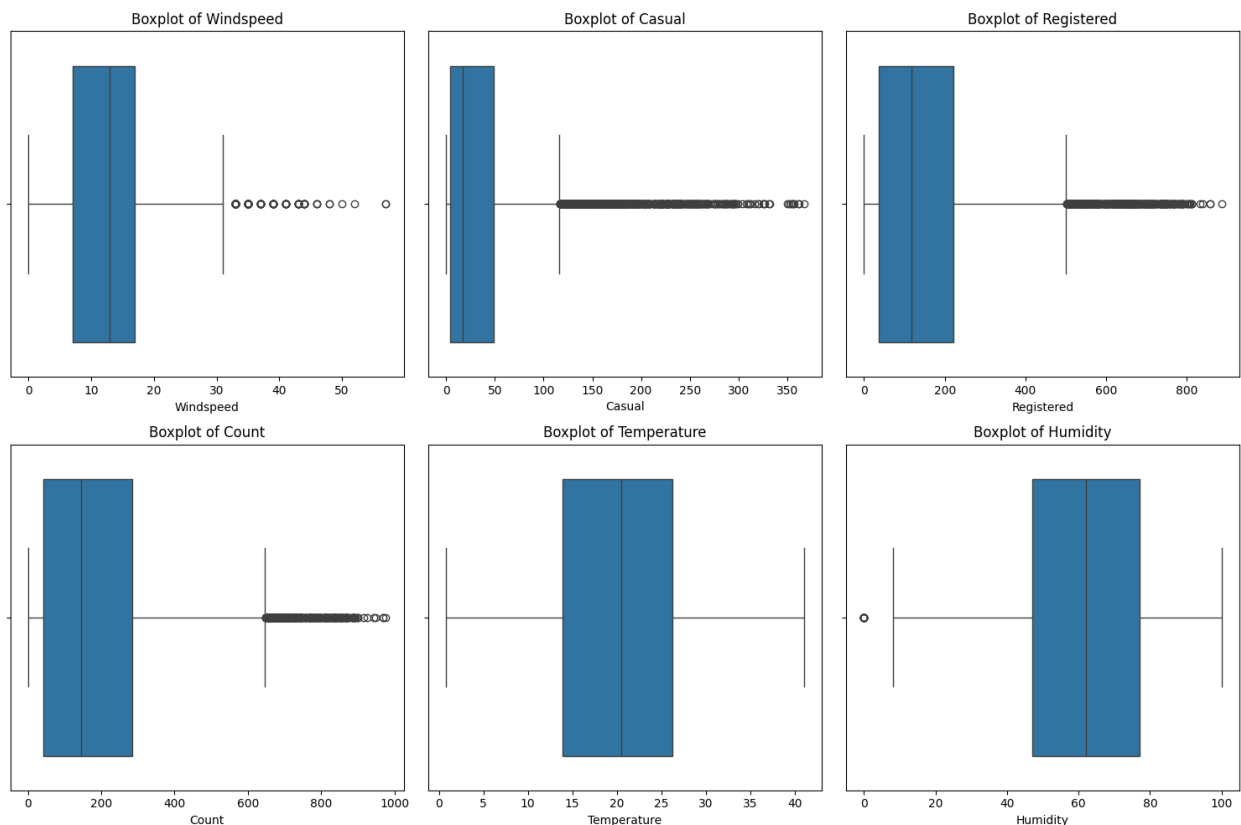 Boxplot of Windspeed
Boxplot of Casual
Boxplot of Registered
0 10 20 30 40 50
0 50 100 150 200 250 300 350
0 200 400 600 800
Windspeed
Casual
Registered
Boxplot of Count
Boxplot of Temperature
Boxplot of Humidity
0 200 400 600 800 1000
0 5 10 15 20 25 30 35 40
0 20 40 60 80 100
Count
Temperature
Humidity